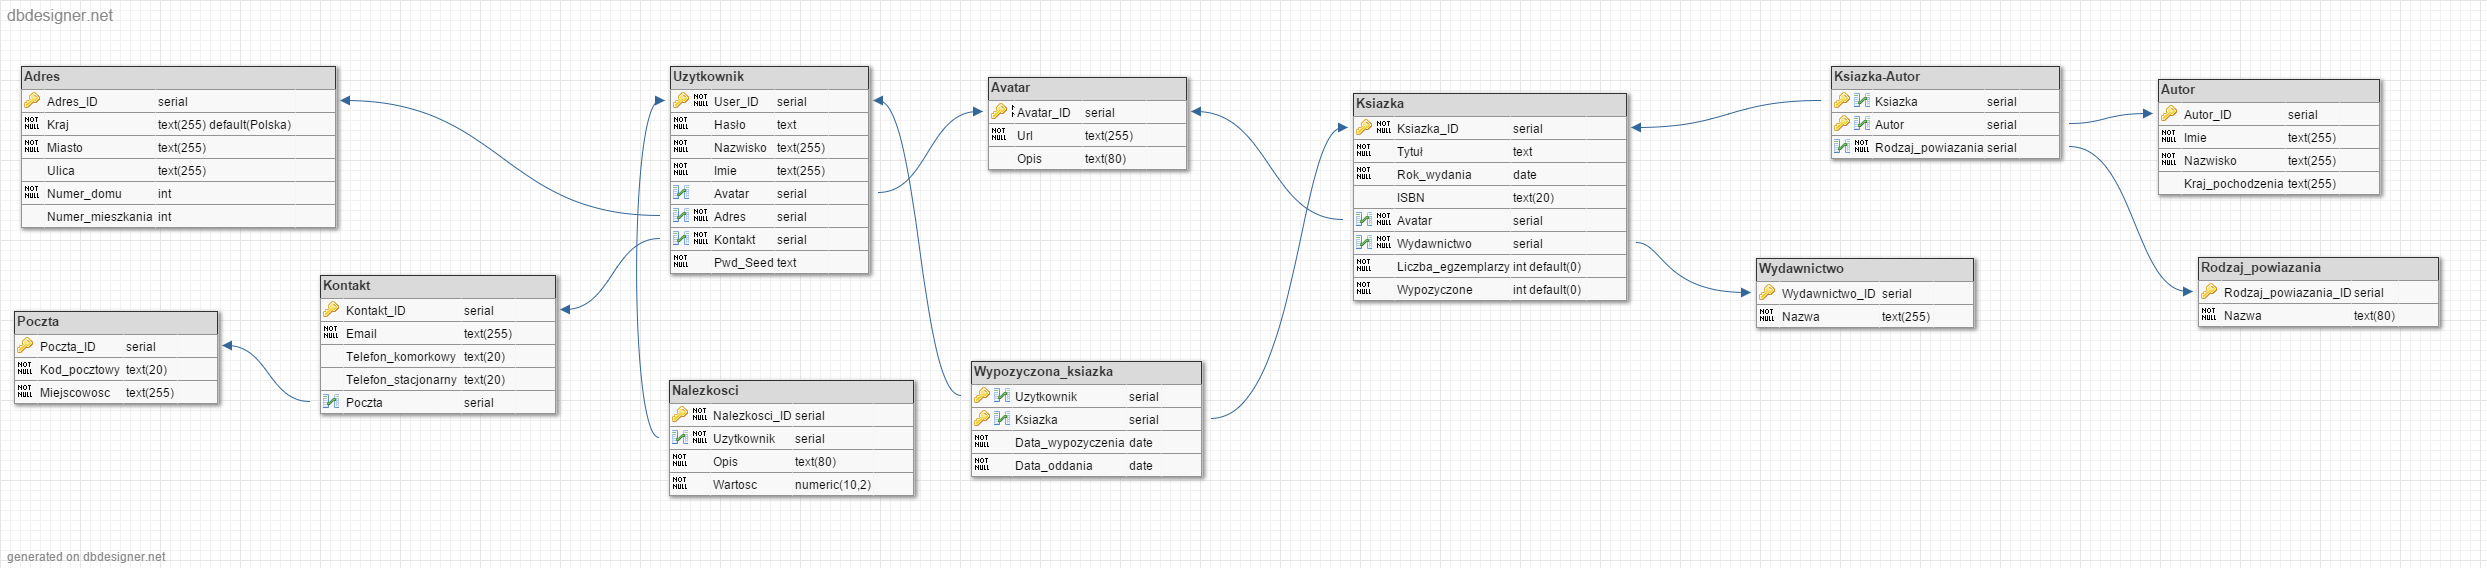 dbdesigner.net
Adres
Adres_ID serial
NOT NULL Kraj text(255) default(Polska)
NOT NULL Miasto text(255)
Ulica text(255)
NOT NULL Numer_domu int
Numer_mieszkania int
Poczta
Poczta_ID serial
NOT NULL Kod_pocztowy text(20)
NOT NULL Miejscowosc text(255)
Kontakt
Kontakt_ID serial
NOT NULL Email text(255)
Telefon_komorkowy text(20)
Telefon_stacjonarny text(20)
Poczta serial
Uzytkownik
NOT NULL User_ID serial
NOT NULL Hasło text
NOT NULL Nazwisko text(255)
NOT NULL Imie text(255)
Avatar serial
NOT NULL Adres serial
NOT NULL Kontakt serial
NOT NULL Pwd_Seed text
Nalezkosci
NOT NULL Nalezkosci_ID serial
NOT NULL Uzytkownik serial
NOT NULL Opis text(80)
NOT NULL Wartosc numeric(10,2)
Avatar
Avatar_ID serial
NOT NULL Url text(255)
Opis text(80)
Wypozyczona_ksiazka
Uzytkownik serial
Ksiazka serial
NOT NULL Data_wypozyczenia date
NOT NULL Data_oddania date
Ksiazka
NOT NULL Ksiazka_ID serial
NOT NULL Tytuł text
NOT NULL Rok_wydania date
ISBN text(20)
NOT NULL Avatar serial
NOT NULL Wydawnictwo serial
NOT NULL Liczba_egzemplarzy int default(0)
NOT NULL Wypozyczone int default(0)
Ksiazka-Autor
Ksiazka serial
Autor serial
NOT NULL Rodzaj_powiazania serial
Wydawnictwo
Wydawnictwo_ID serial
NOT NULL Nazwa text(255)
Autor
Autor_ID serial
NOT NULL Imie text(255)
NOT NULL Nazwisko text(255)
Kraj_pochodzenia text(255)
Rodzaj_powiazania
Rodzaj_powiazania_ID serial
NOT NULL Nazwa text(80)
generated on dbdesigner.net